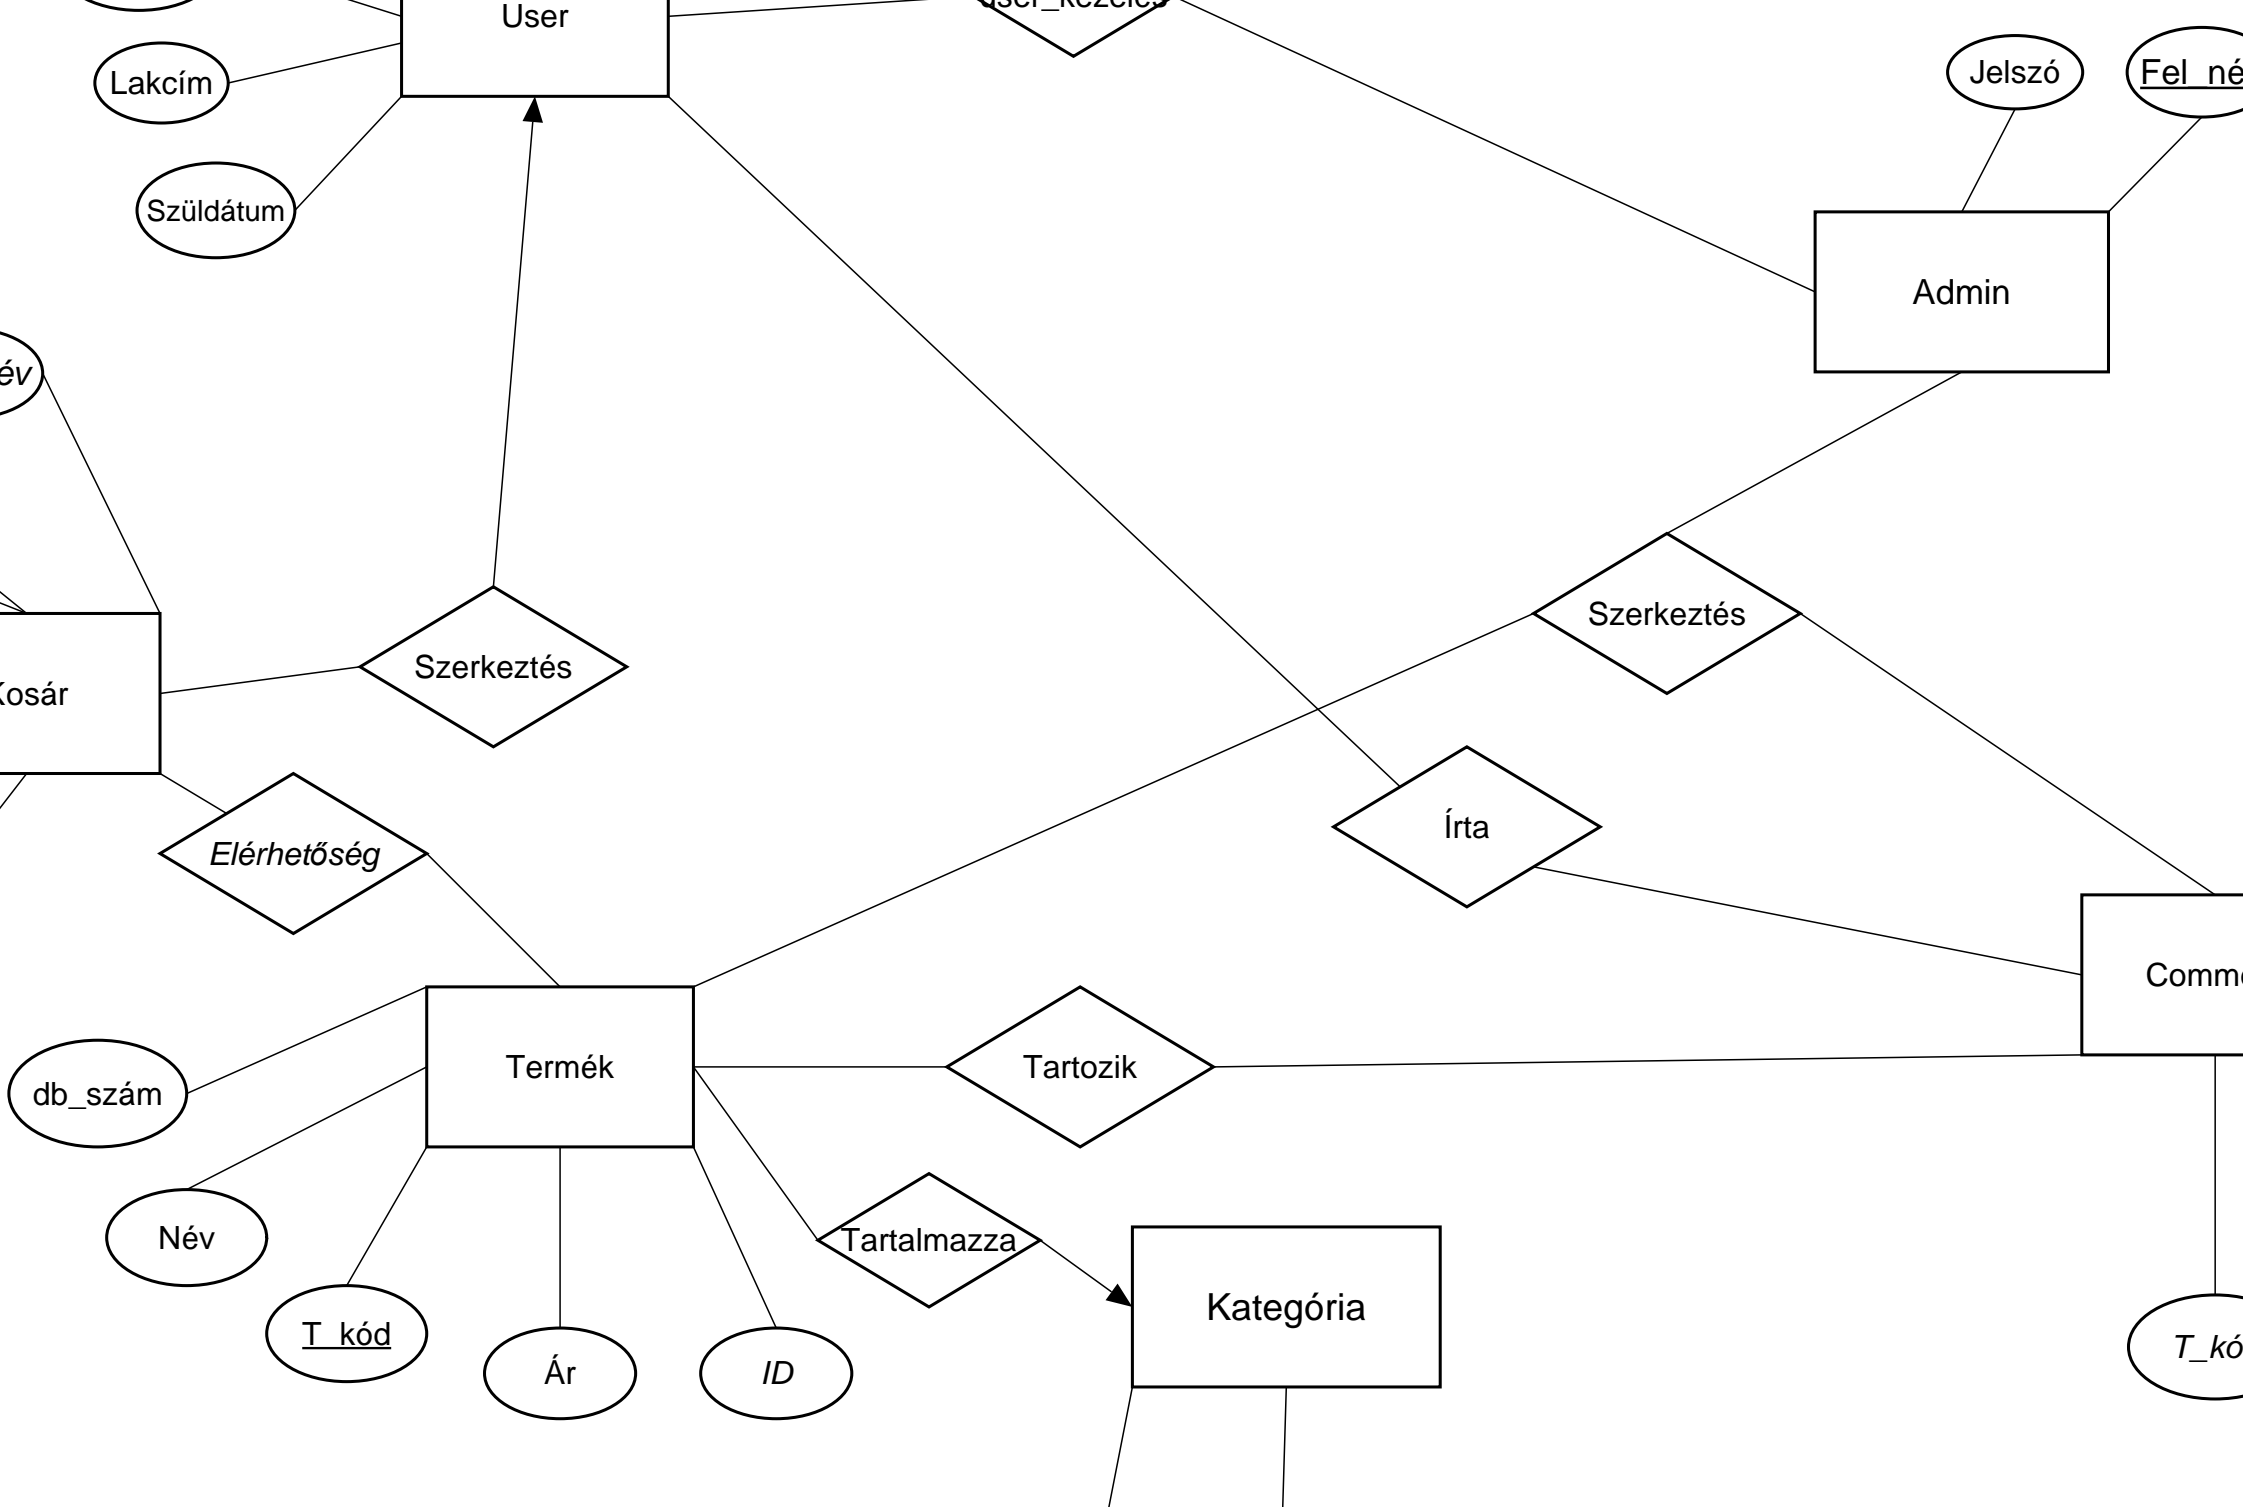 User
Lakcím
Jelszó
Szüldátum
Admin
Szerkeztés
Szerkeztés
Írta
Elérhetőség
Termék
Tartozik
db_szám
Név
Tartalmazza
Kategória
T_kód
Ár
ID